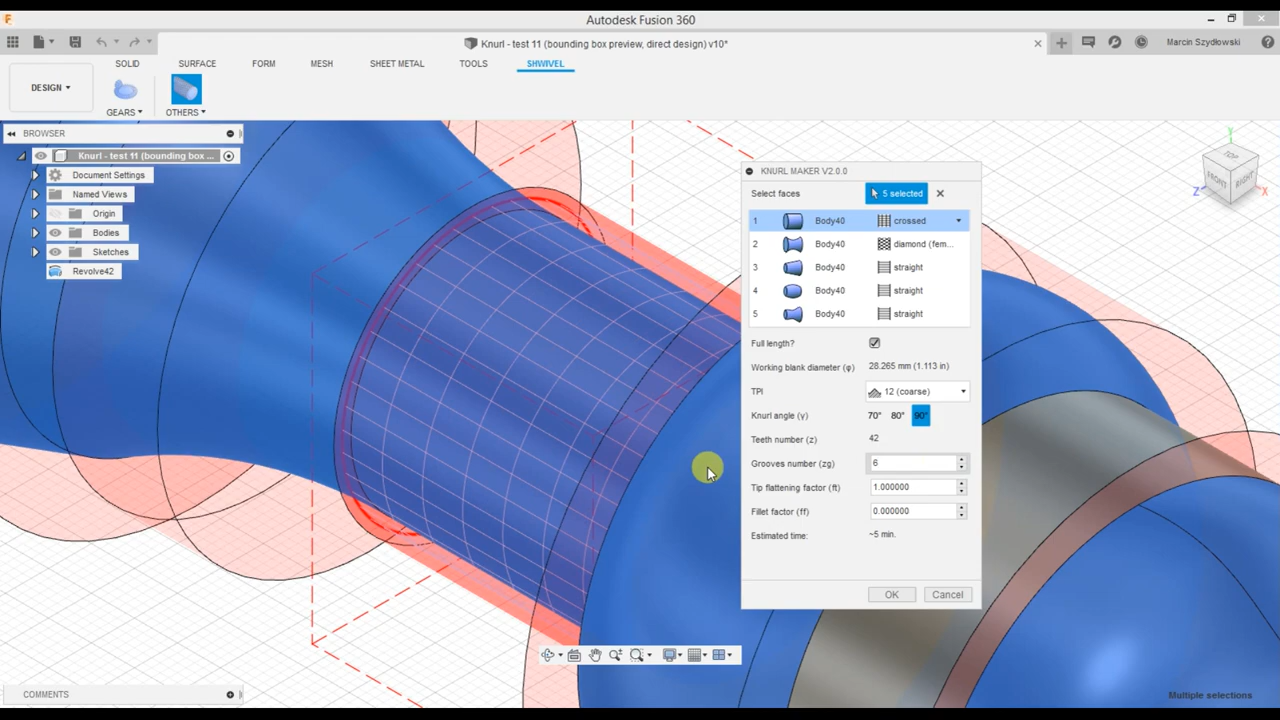 Autodesk Fusion 360
Knurl - test 11 (bounding box preview, direct design) v10*
Marcin Szydłowski
DESIGN
SOLID SURFACE FORM MESH SHEET METAL TOOLS SHWIVEL
GEARS OTHERS
BROWSER
Knurl - test 11 (bounding box ...
Document Settings
Named Views
Origin
Bodies
Sketches
Revolve42
TOP
FRONT
RIGHT
Y
Z
X
KNURL MAKER V2.0.0
Select faces 5 selected
1 Body40 crossed
2 Body40 diamond (fem...
3 Body40 straight
4 Body40 straight
5 Body40 straight
Full length?
Working blank diameter (φ) 28.265 mm (1.113 in)
TPI 12 (coarse)
Knurl angle (γ) 70° 80° 90°
Teeth number (z) 42
Grooves number (zg) 6
Tip flattening factor (ft) 1.000000
Fillet factor (ff) 0.000000
Estimated time: ~5 min.
OK Cancel
COMMENTS
Multiple selections